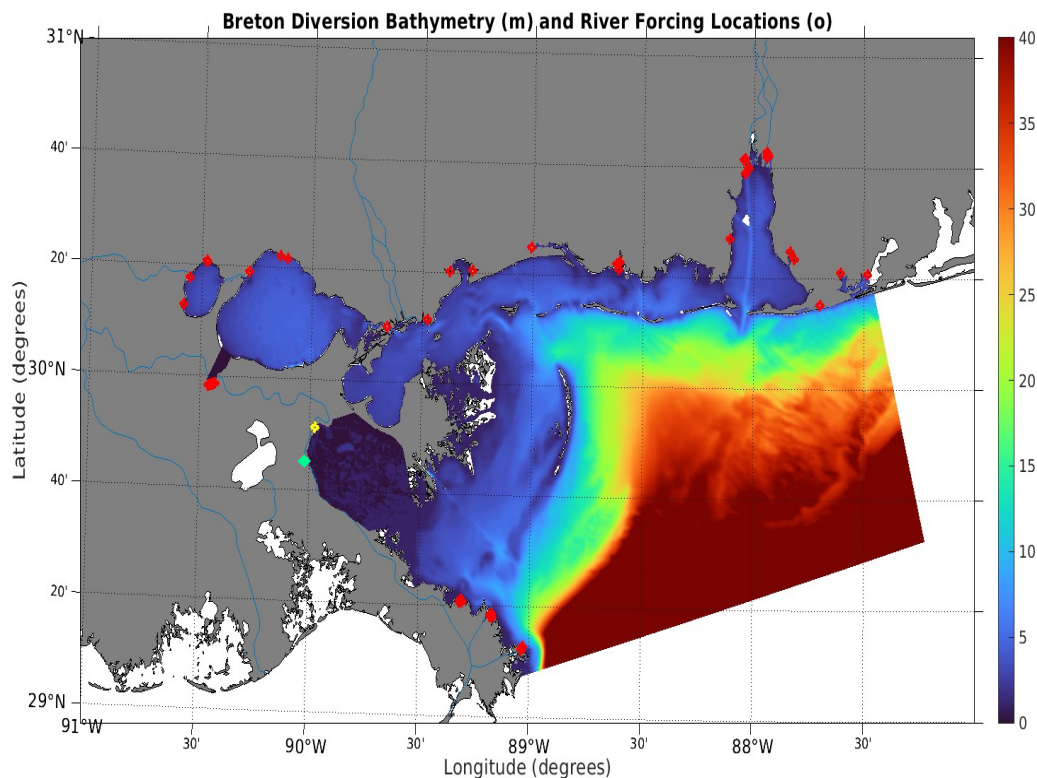 Breton Diversion Bathymetry (m) and River Forcing Locations (o)
31°N
40'
20'
30°N
40'
20'
29°N
Latitude (degrees)
91°W
30'
90°W
30'
89°W
30'
88°W
30'
Longitude (degrees)
40
35
30
25
20
15
10
5
0